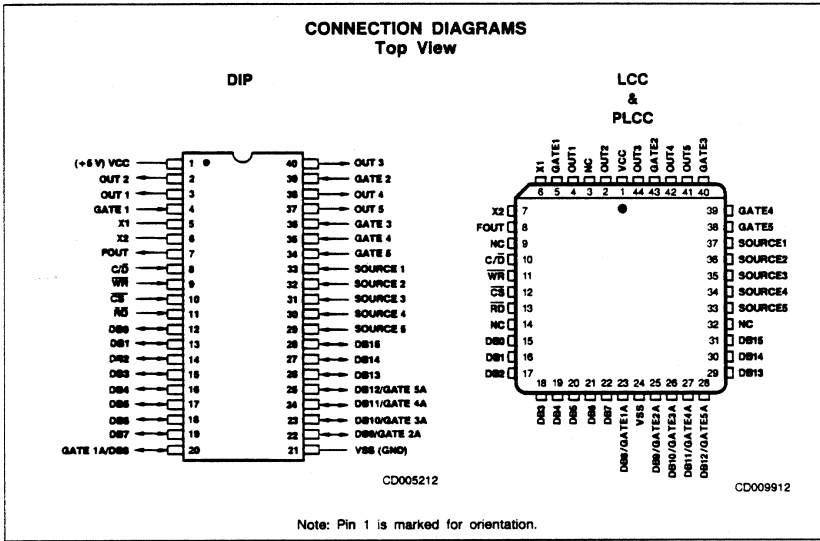 CONNECTION DIAGRAMS
Top View
DIP
(+5 V) VCC 1 40 OUT 3
OUT 2 2 39 GATE 2
OUT 1 3 38 OUT 4
GATE 1 4 37 OUT 5
X1 5 36 GATE 3
X2 6 35 GATE 4
FOUT 7 34 GATE 5
C/D̅ 8 33 SOURCE 1
W̅R̅ 9 32 SOURCE 2
C̅S̅ 10 31 SOURCE 3
R̅D̅ 11 30 SOURCE 4
DB0 12 29 SOURCE 5
DB1 13 28 DB15
DB2 14 27 DB14
DB3 15 26 DB13
DB4 16 25 DB12/GATE 5A
DB5 17 24 DB11/GATE 4A
DB6 18 23 DB10/GATE 3A
DB7 19 22 DB9/GATE 2A
GATE 1A/DB8 20 21 VSS (GND)
CD005212
LCC
&
PLCC
X1 GATE1 OUT1 NC OUT2 VCC OUT3 GATE2 OUT4 OUT5 GATE3
6 5 4 3 2 1 44 43 42 41 40
X2 7 39 GATE4
FOUT 8 38 GATE5
NC 9 37 SOURCE1
C/D̅ 10 36 SOURCE2
W̅R̅ 11 35 SOURCE3
C̅S̅ 12 34 SOURCE4
R̅D̅ 13 33 SOURCE5
NC 14 32 NC
DB0 15 31 DB15
DB1 16 30 DB14
DB2 17 29 DB13
18 19 20 21 22 23 24 25 26 27 28
DB3 DB4 DB5 DB6 DB7 DB8/GATE1A VSS DB9/GATE2A DB10/GATE3A DB11/GATE4A DB12/GATE5A
CD009912
Note: Pin 1 is marked for orientation.